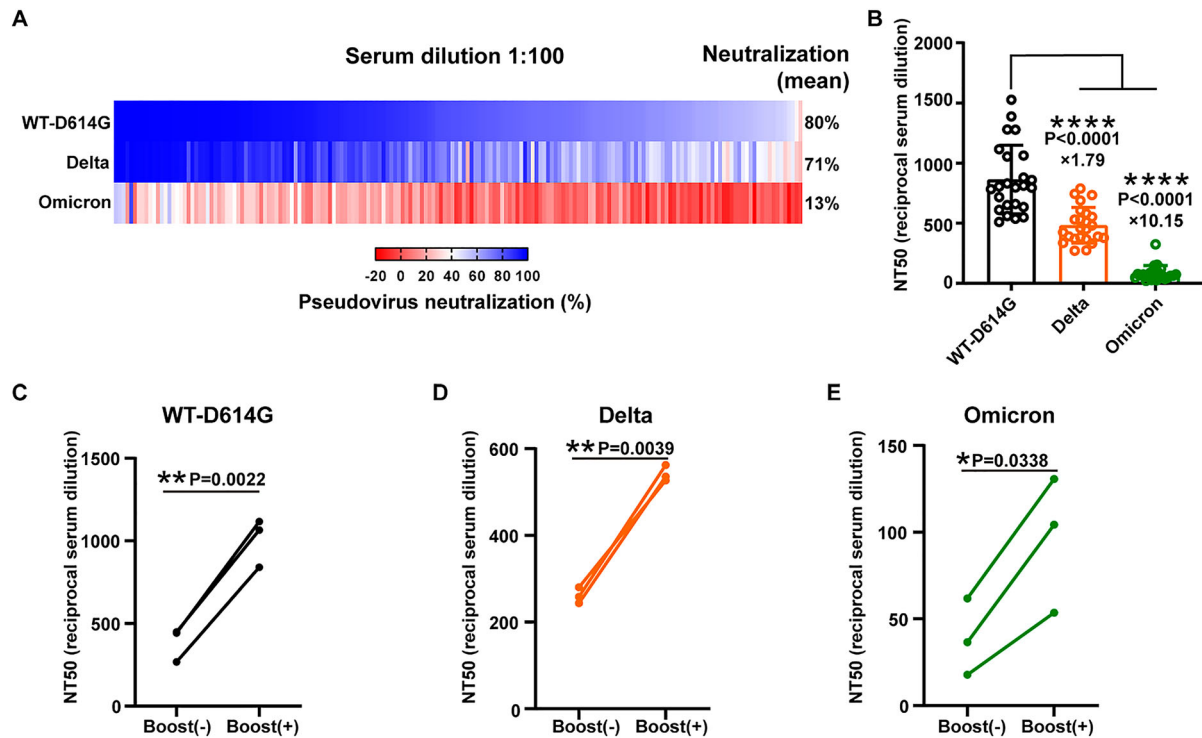 A
Serum dilution 1:100
Neutralization
(mean)
WT-D614G
80%
Delta
71%
Omicron
13%
-20 0 20 40 60 80 100
Pseudovirus neutralization (%)
B
NT50 (reciprocal serum dilution)
2000
1500
1000
500
0
****
P<0.0001
×1.79
****
P<0.0001
×10.15
WT-D614G
Delta
Omicron
C
WT-D614G
NT50 (reciprocal serum dilution)
1500
1000
500
0
** P=0.0022
Boost(-) Boost(+)
D
Delta
NT50 (reciprocal serum dilution)
600
400
200
0
** P=0.0039
Boost(-) Boost(+)
E
Omicron
NT50 (reciprocal serum dilution)
150
100
50
0
* P=0.0338
Boost(-) Boost(+)